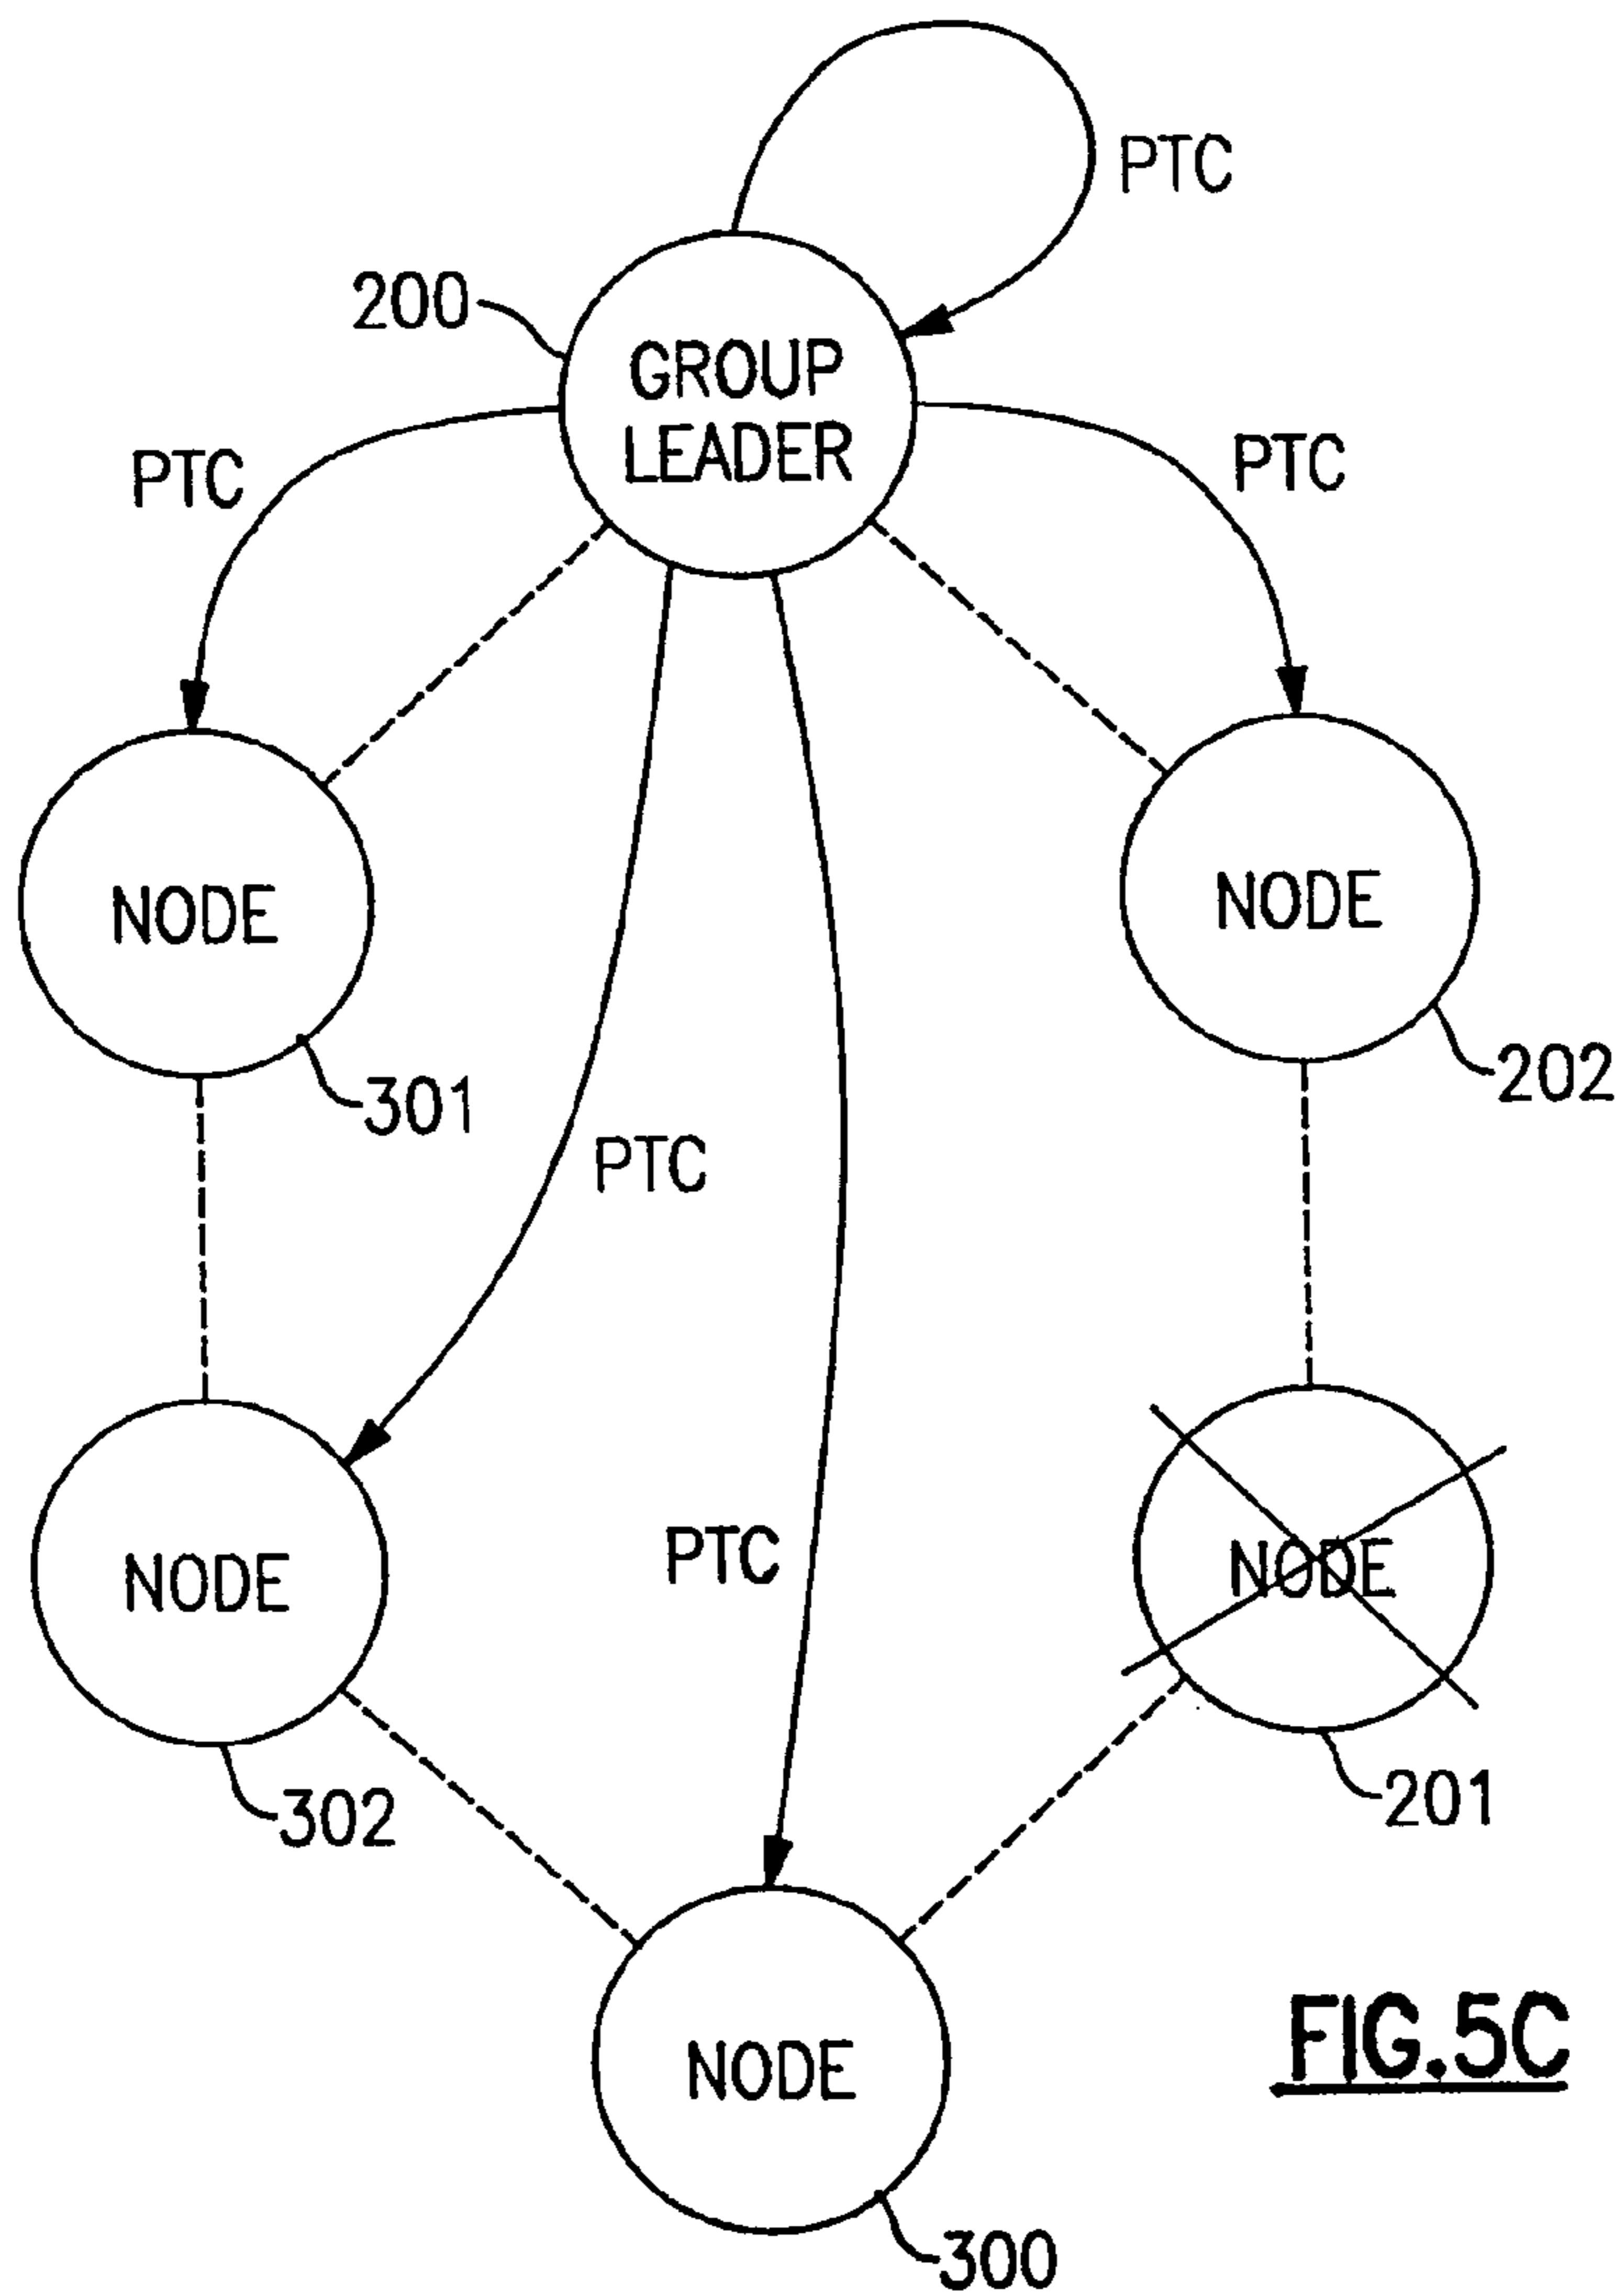 PTC
200
GROUP
LEADER
PTC
PTC
NODE
NODE
301
202
PTC
PTC
NODE
NODE
302
201
NODE
300
FIG.5C